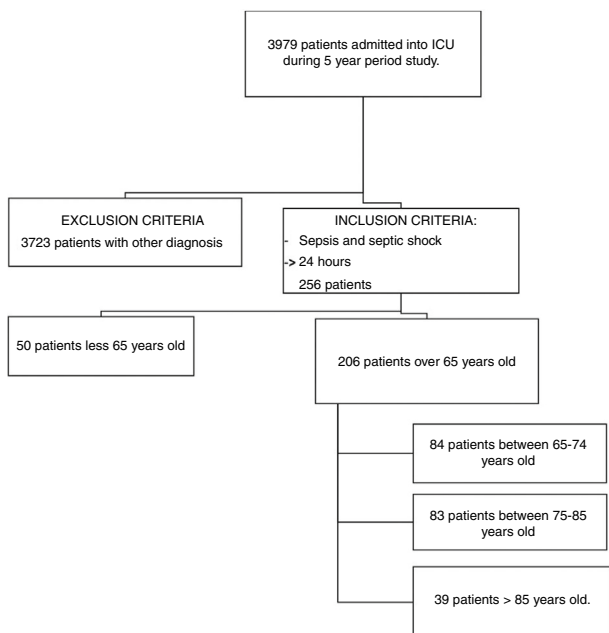 3979 patients admitted into ICU
during 5 year period study.
EXCLUSION CRITERIA
3723 patients with other diagnosis
INCLUSION CRITERIA:
- Sepsis and septic shock
-> 24 hours
256 patients
50 patients less 65 years old
206 patients over 65 years old
84 patients between 65-74
years old
83 patients between 75-85
years old
39 patients > 85 years old.